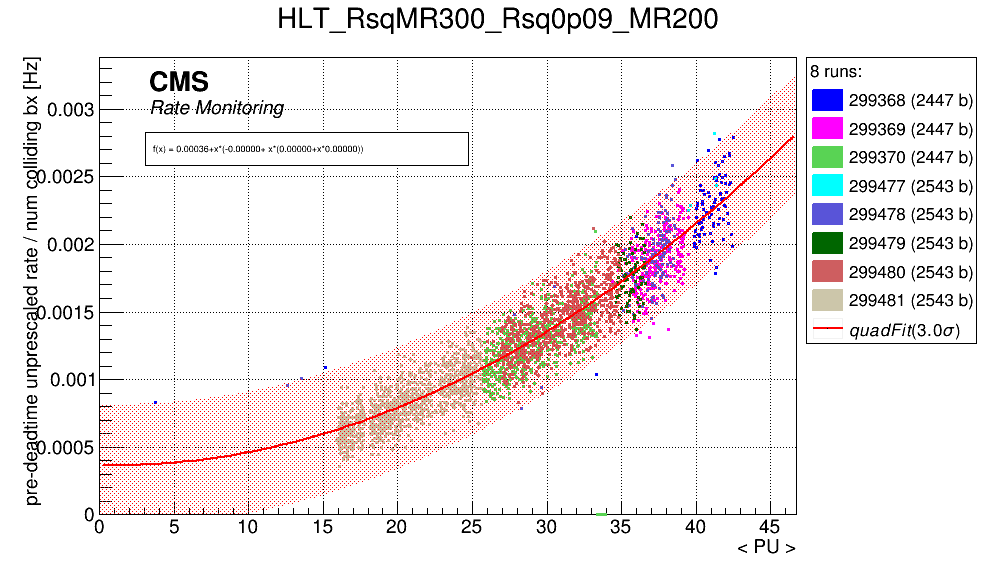 HLT_RsqMR300_Rsq0p09_MR200
pre-deadtime unprescaled rate / num colliding bx [Hz]
CMS
Rate Monitoring
f(x) = 0.00036+x*(-0.00000+ x*(0.00000+x*0.00000))
0.003
0.0025
0.002
0.0015
0.001
0.0005
0
0 5 10 15 20 25 30 35 40 45
< PU >
8 runs:
299368 (2447 b)
299369 (2447 b)
299370 (2447 b)
299477 (2543 b)
299478 (2543 b)
299479 (2543 b)
299480 (2543 b)
299481 (2543 b)
quadFit(3.0σ)